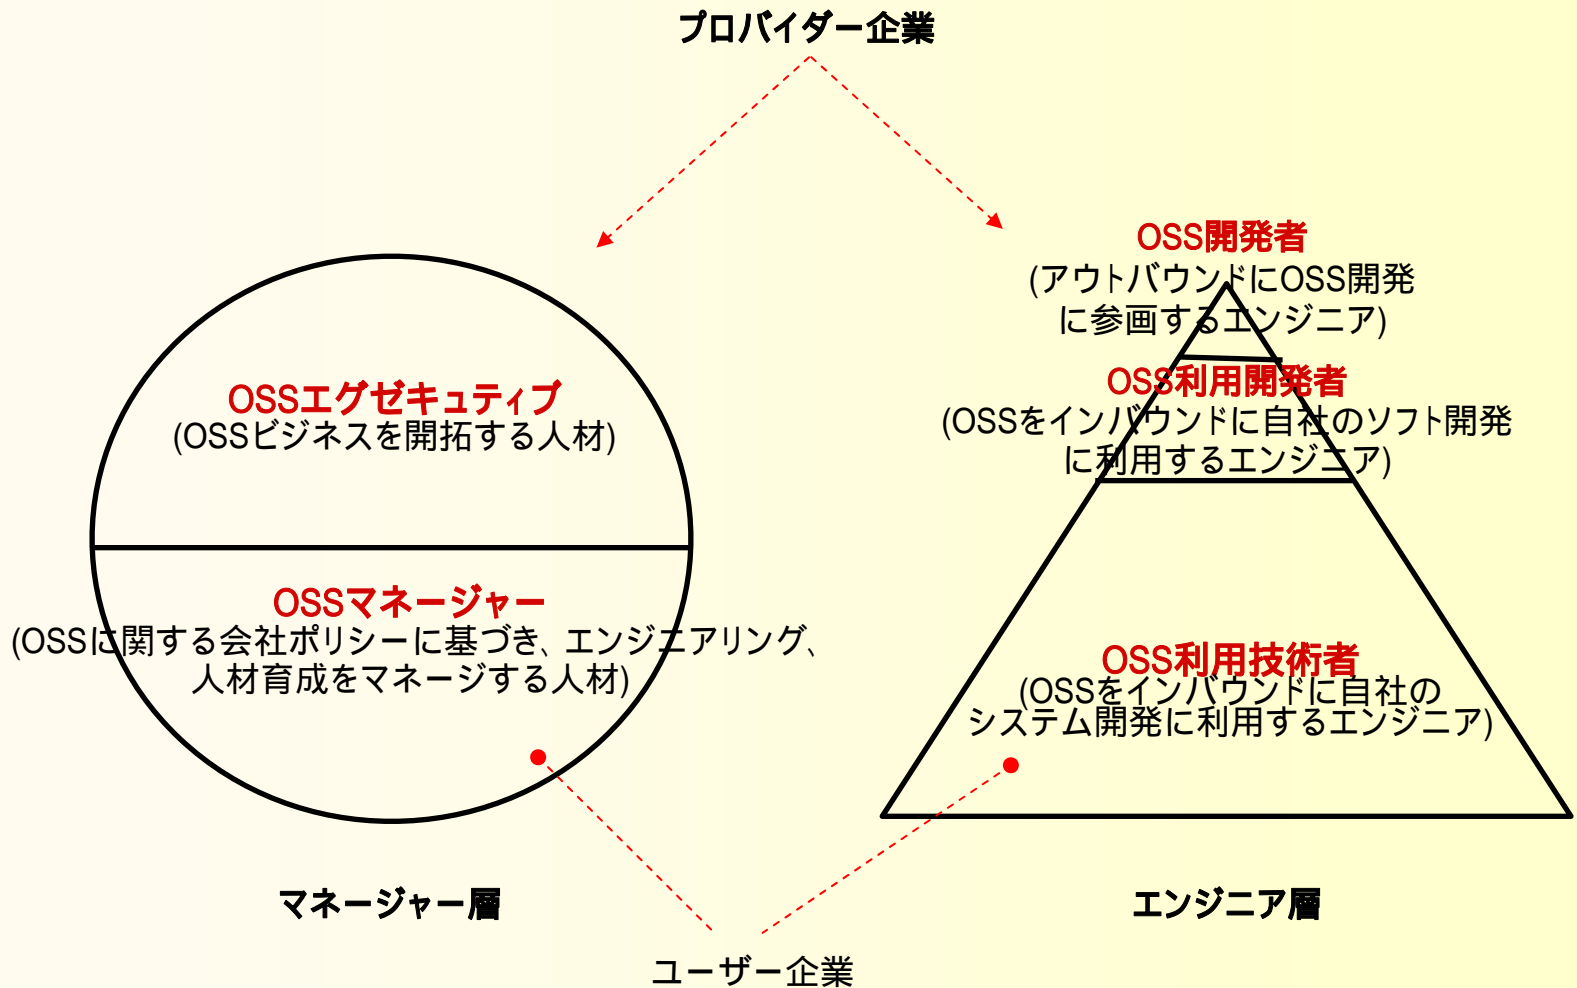 プロバイダー企業
OSSエグゼキュティブ
(OSSビジネスを開拓する人材)
OSSマネージャー
(OSSに関する会社ポリシーに基づき、エンジニアリング、
人材育成をマネージする人材)
マネージャー層
OSS開発者
(アウトバウンドにOSS開発
に参画するエンジニア)
OSS利用開発者
(OSSをインバウンドに自社のソフト開発
に利用するエンジニア)
OSS利用技術者
(OSSをインバウンドに自社の
システム開発に利用するエンジニア)
エンジニア層
ユーザー企業